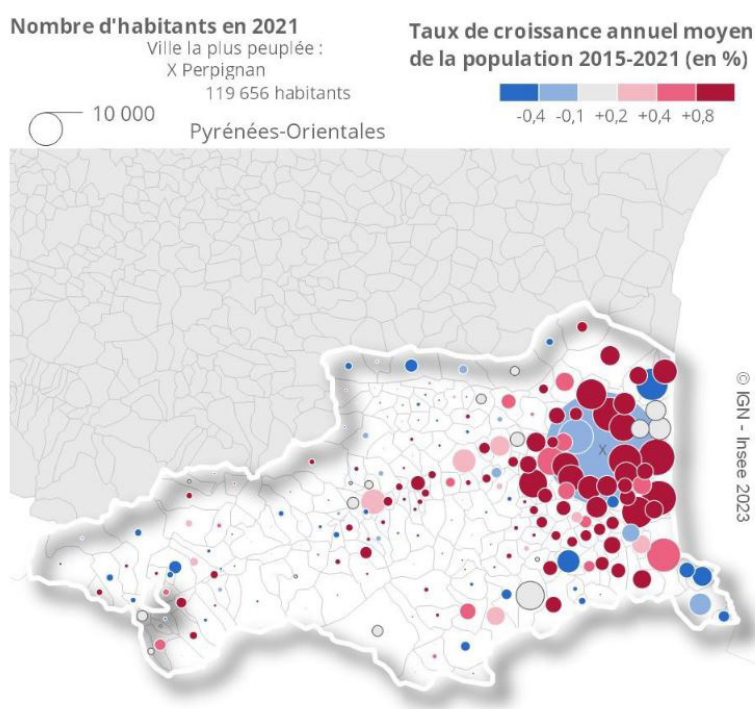 Nombre d'habitants en 2021
Ville la plus peuplée :
X Perpignan
119 656 habitants
10 000
Pyrénées-Orientales
Taux de croissance annuel moyen
de la population 2015-2021 (en %)
-0,4 -0,1 +0,2 +0,4 +0,8
X
© IGN - Insee 2023